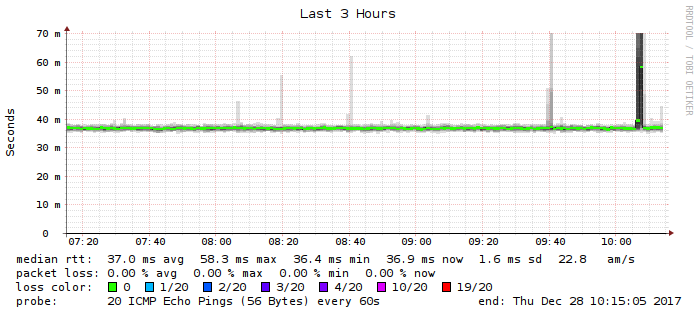 Last 3 Hours
RRDTOOL / TOBI OETIKER
Seconds
70 m
60 m
50 m
40 m
30 m
20 m
10 m
0
07:20 07:40 08:00 08:20 08:40 09:00 09:20 09:40 10:00
median rtt: 37.0 ms avg 58.3 ms max 36.4 ms min 36.9 ms now 1.6 ms sd 22.8 am/s
packet loss: 0.00 % avg 0.00 % max 0.00 % min 0.00 % now
loss color: 0 1/20 2/20 3/20 4/20 10/20 19/20
probe: 20 ICMP Echo Pings (56 Bytes) every 60s end: Thu Dec 28 10:15:05 2017